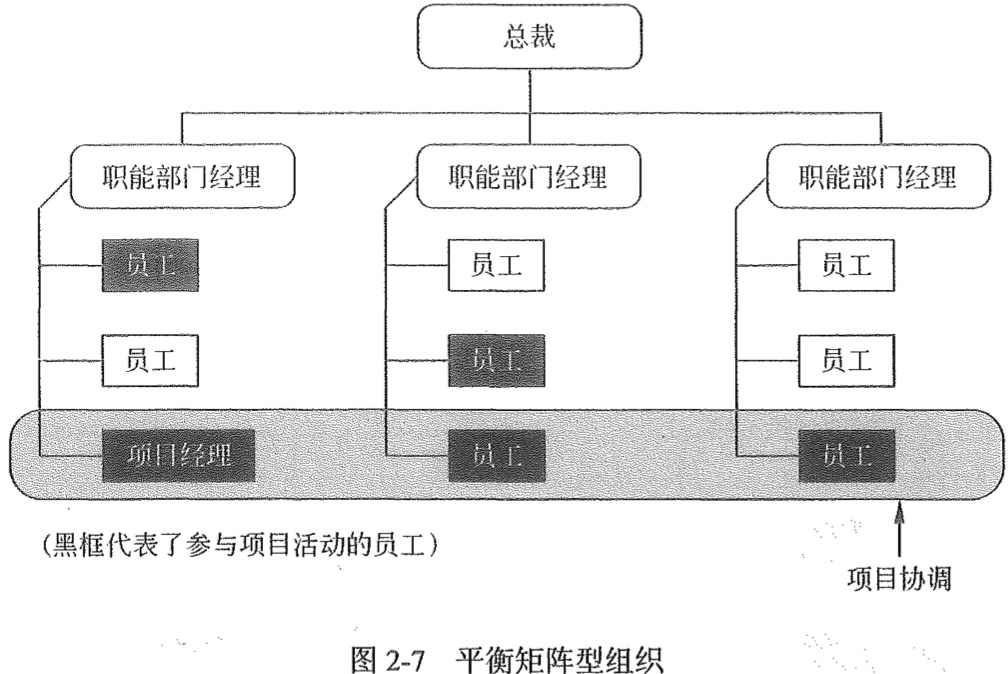 总裁
职能部门经理 职能部门经理 职能部门经理
员工 员工 员工
员工 员工 员工
项目经理 员工 员工
（黑框代表了参与项目活动的员工）
项目协调
图 2-7 平衡矩阵型组织